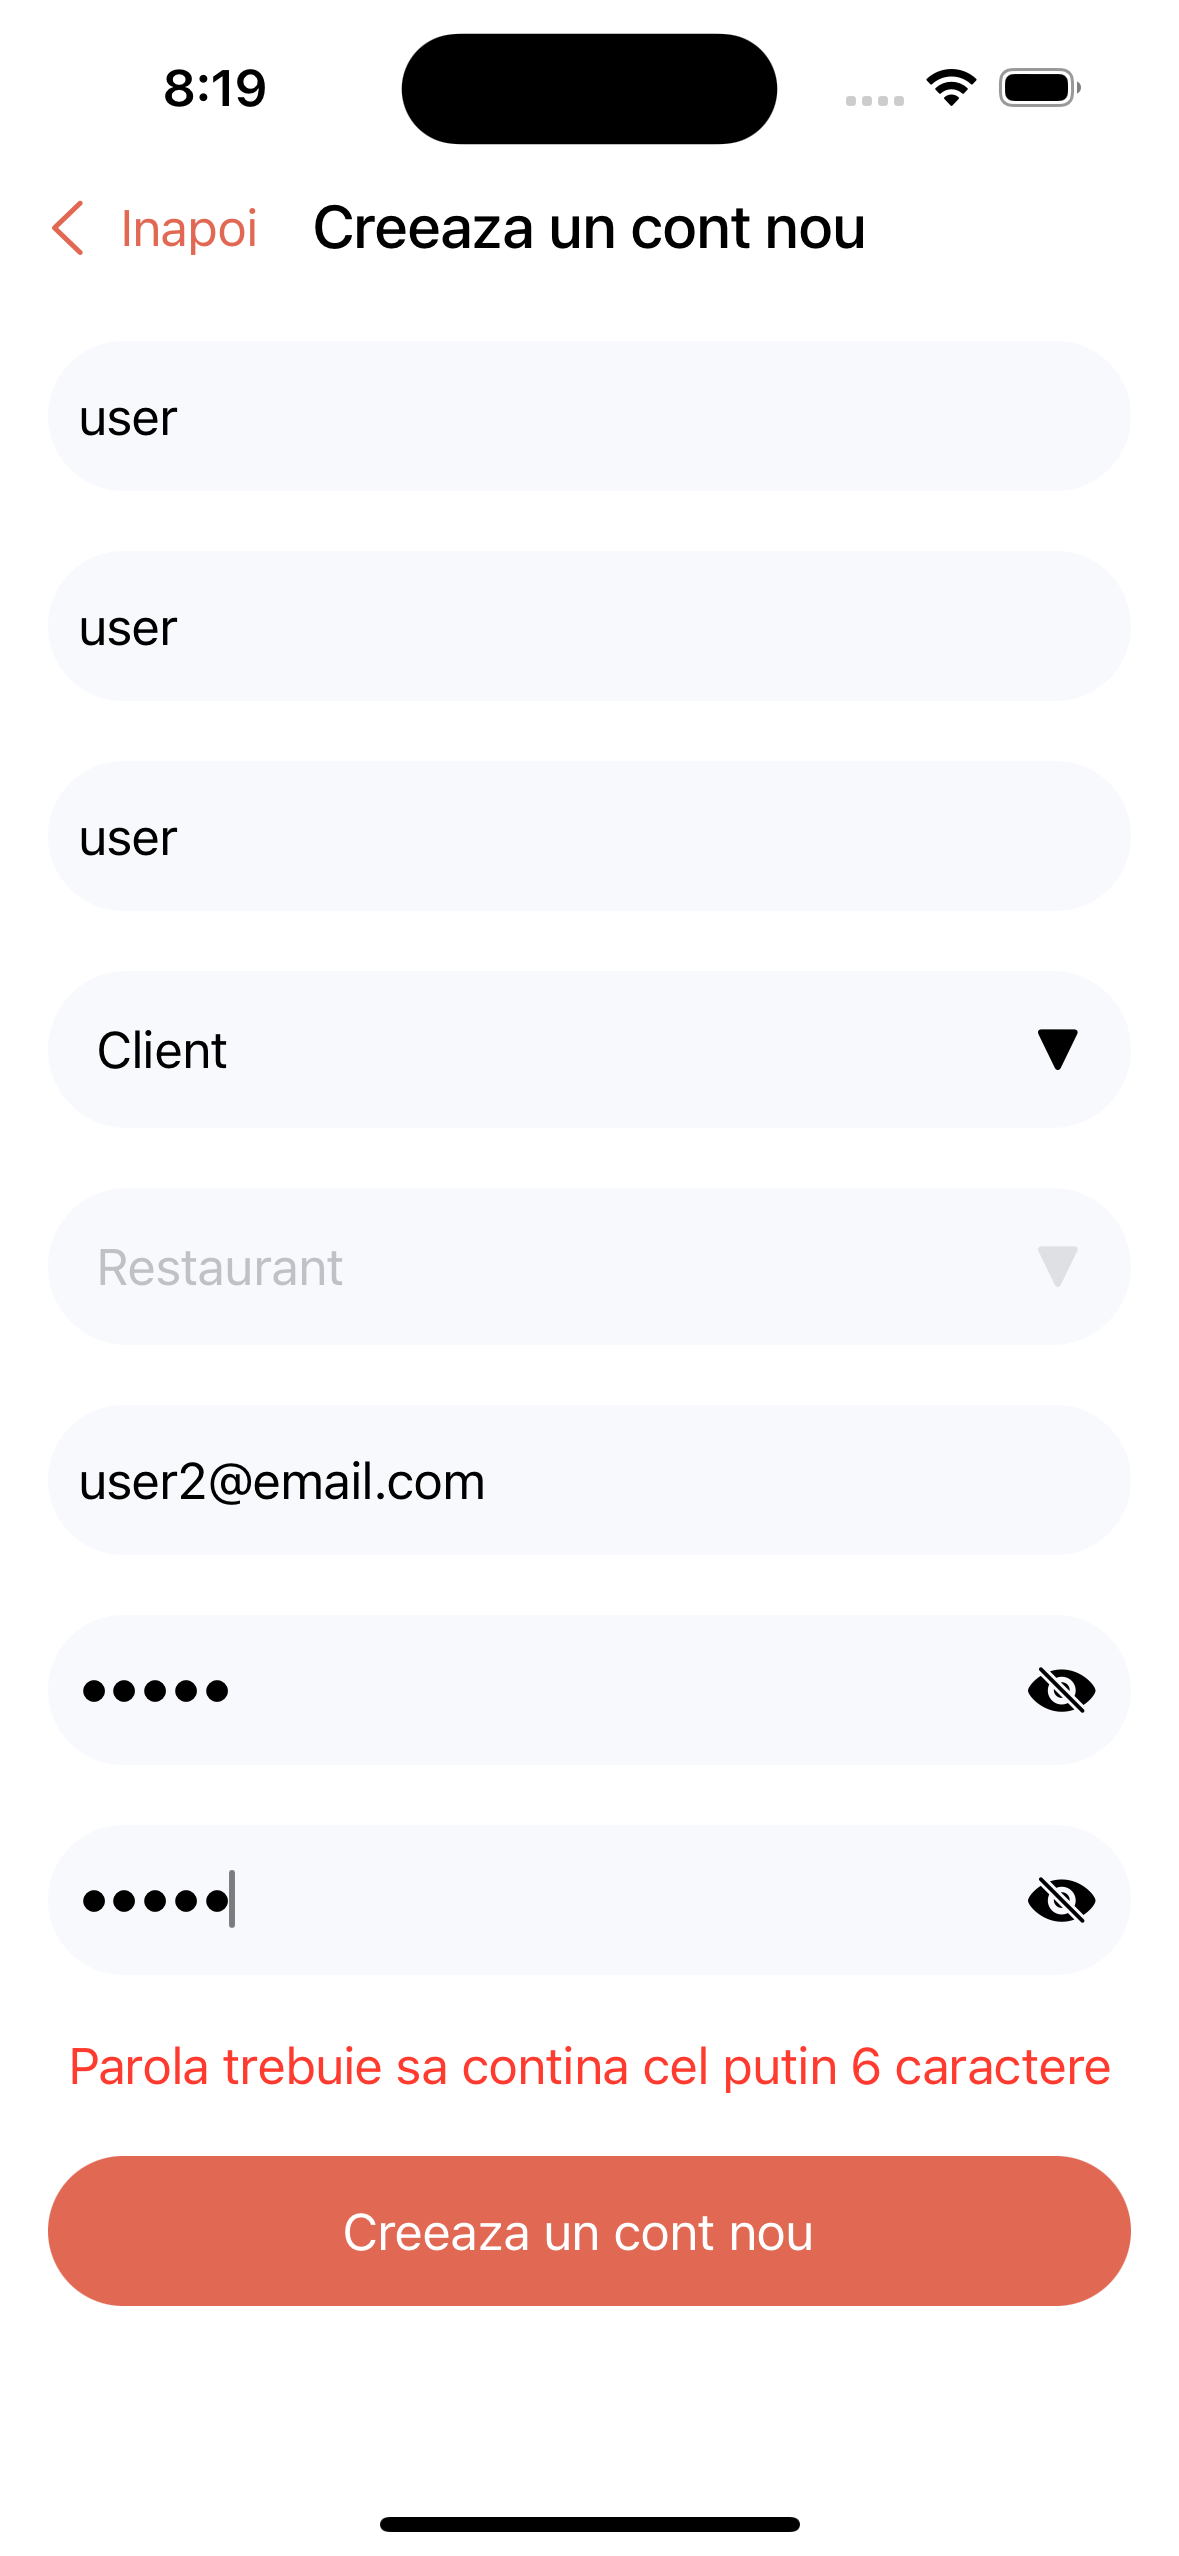 8:19
Inapoi Creeaza un cont nou
user
user
user
Client
Restaurant
user2@email.com
•••••
•••••
Parola trebuie sa contina cel putin 6 caractere
Creeaza un cont nou